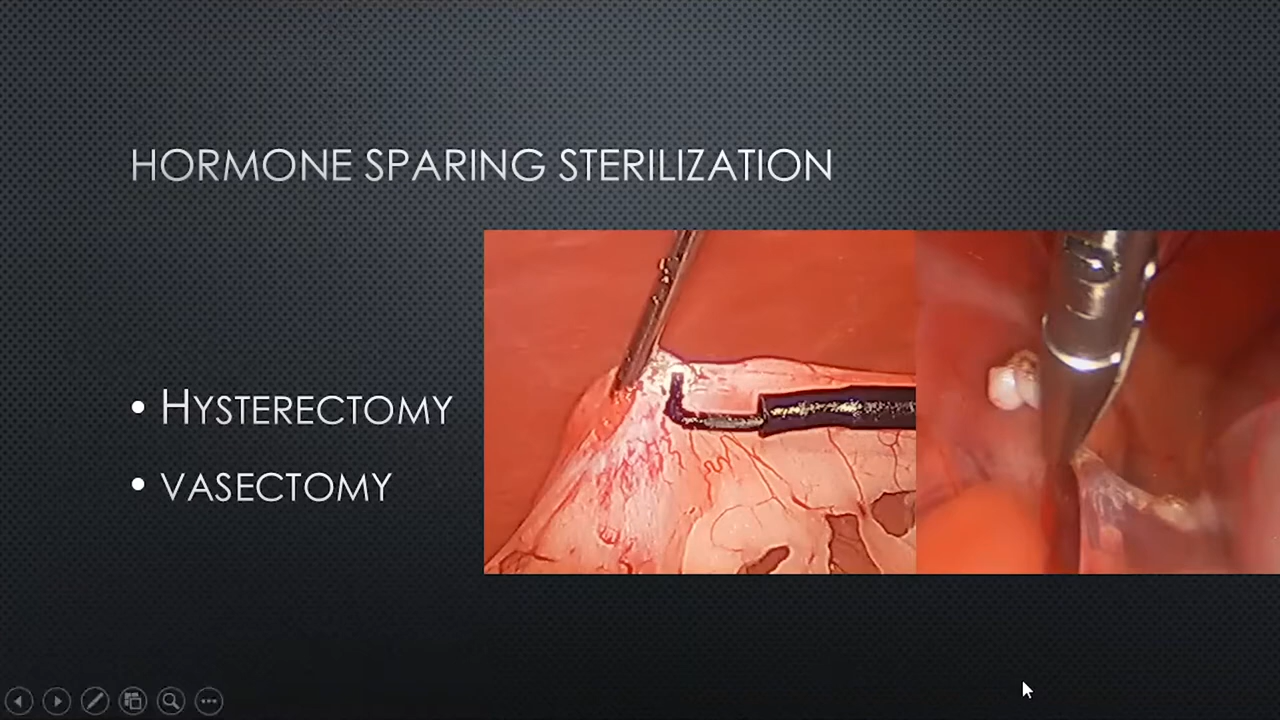 HORMONE SPARING STERILIZATION
• HYSTERECTOMY
• VASECTOMY